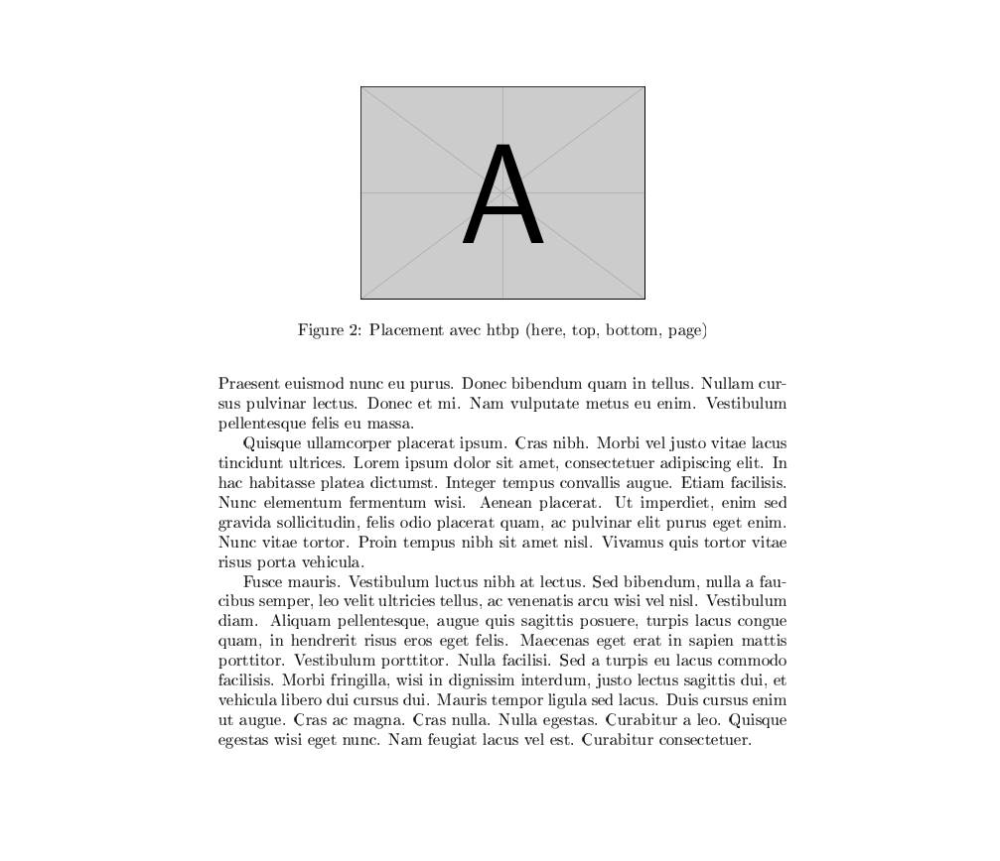 A
Figure 2: Placement avec htbp (here, top, bottom, page)
Praesent euismod nunc eu purus. Donec bibendum quam in tellus. Nullam cur-
sus pulvinar lectus. Donec et mi. Nam vulputate metus eu enim. Vestibulum
pellentesque felis eu massa.
Quisque ullamcorper placerat ipsum. Cras nibh. Morbi vel justo vitae lacus
tincidunt ultrices. Lorem ipsum dolor sit amet, consectetuer adipiscing elit. In
hac habitasse platea dictumst. Integer tempus convallis augue. Etiam facilisis.
Nunc elementum fermentum wisi. Aenean placerat. Ut imperdiet, enim sed
gravida sollicitudin, felis odio placerat quam, ac pulvinar elit purus eget enim.
Nunc vitae tortor. Proin tempus nibh sit amet nisl. Vivamus quis tortor vitae
risus porta vehicula.
Fusce mauris. Vestibulum luctus nibh at lectus. Sed bibendum, nulla a fau-
cibus semper, leo velit ultricies tellus, ac venenatis arcu wisi vel nisl. Vestibulum
diam. Aliquam pellentesque, augue quis sagittis posuere, turpis lacus congue
quam, in hendrerit risus eros eget felis. Maecenas eget erat in sapien mattis
porttitor. Vestibulum porttitor. Nulla facilisi. Sed a turpis eu lacus commodo
facilisis. Morbi fringilla, wisi in dignissim interdum, justo lectus sagittis dui, et
vehicula libero dui cursus dui. Mauris tempor ligula sed lacus. Duis cursus enim
ut augue. Cras ac magna. Cras nulla. Nulla egestas. Curabitur a leo. Quisque
egestas wisi eget nunc. Nam feugiat lacus vel est. Curabitur consectetuer.